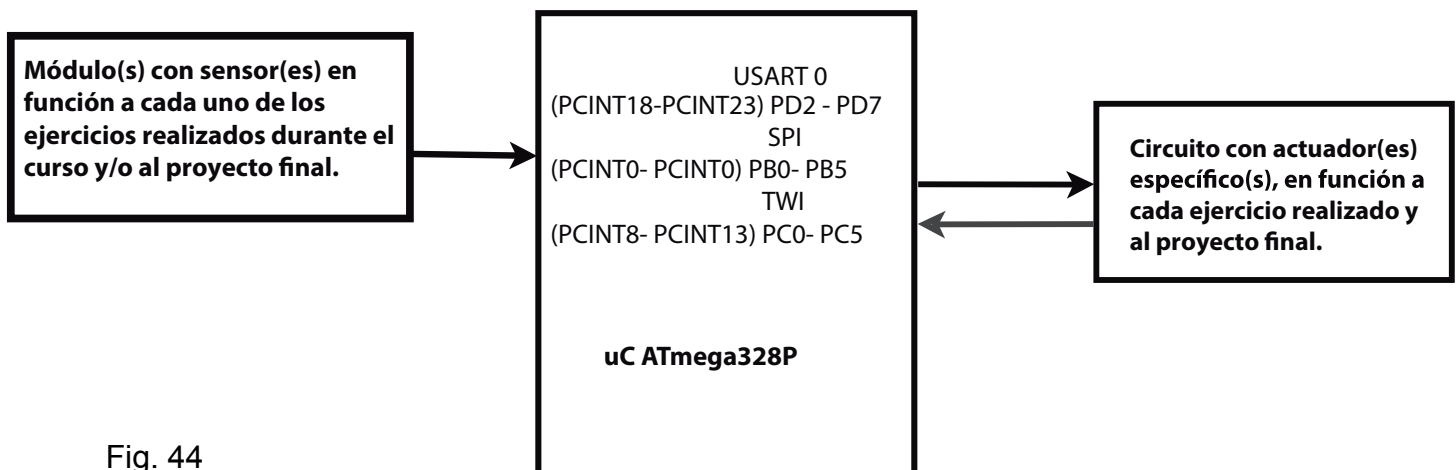 Módulo(s) con sensor(es) en
función a cada uno de los
ejercicios realizados durante el
curso y/o al proyecto final.
USART 0
(PCINT18-PCINT23) PD2 - PD7
SPI
(PCINT0- PCINT0) PB0- PB5
TWI
(PCINT8- PCINT13) PC0- PC5
uC ATmega328P
Circuito con actuador(es)
específico(s), en función a
cada ejercicio realizado y
al proyecto final.
Fig. 44